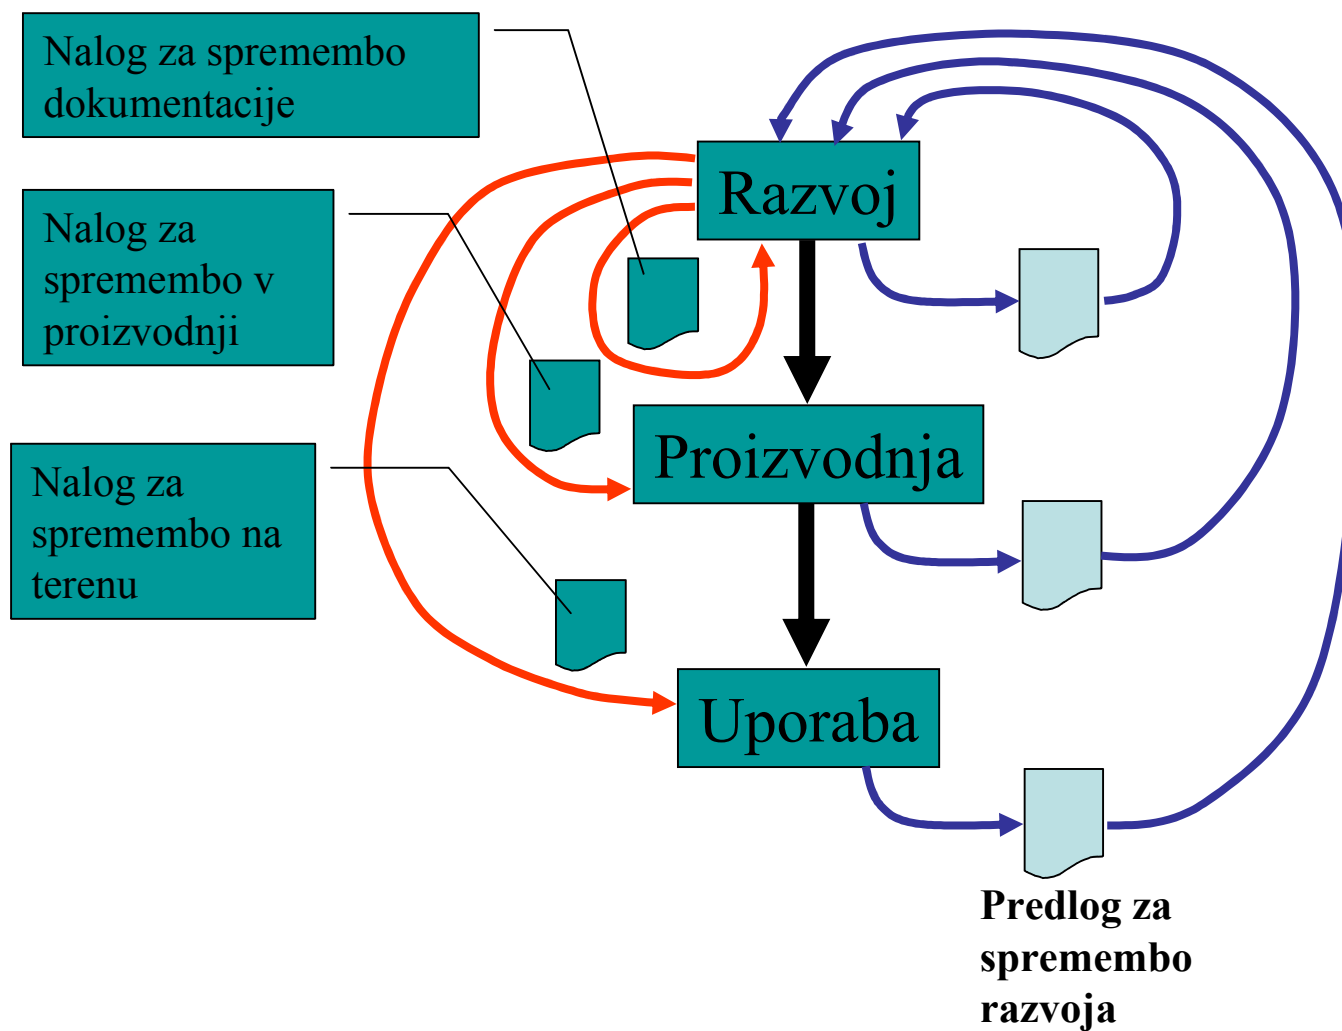 Nalog za spremembo
dokumentacije
Razvoj
Nalog za
spremembo v
proizvodnji
Proizvodnja
Nalog za
spremembo na
terenu
Uporaba
Predlog za
spremembo
razvoja